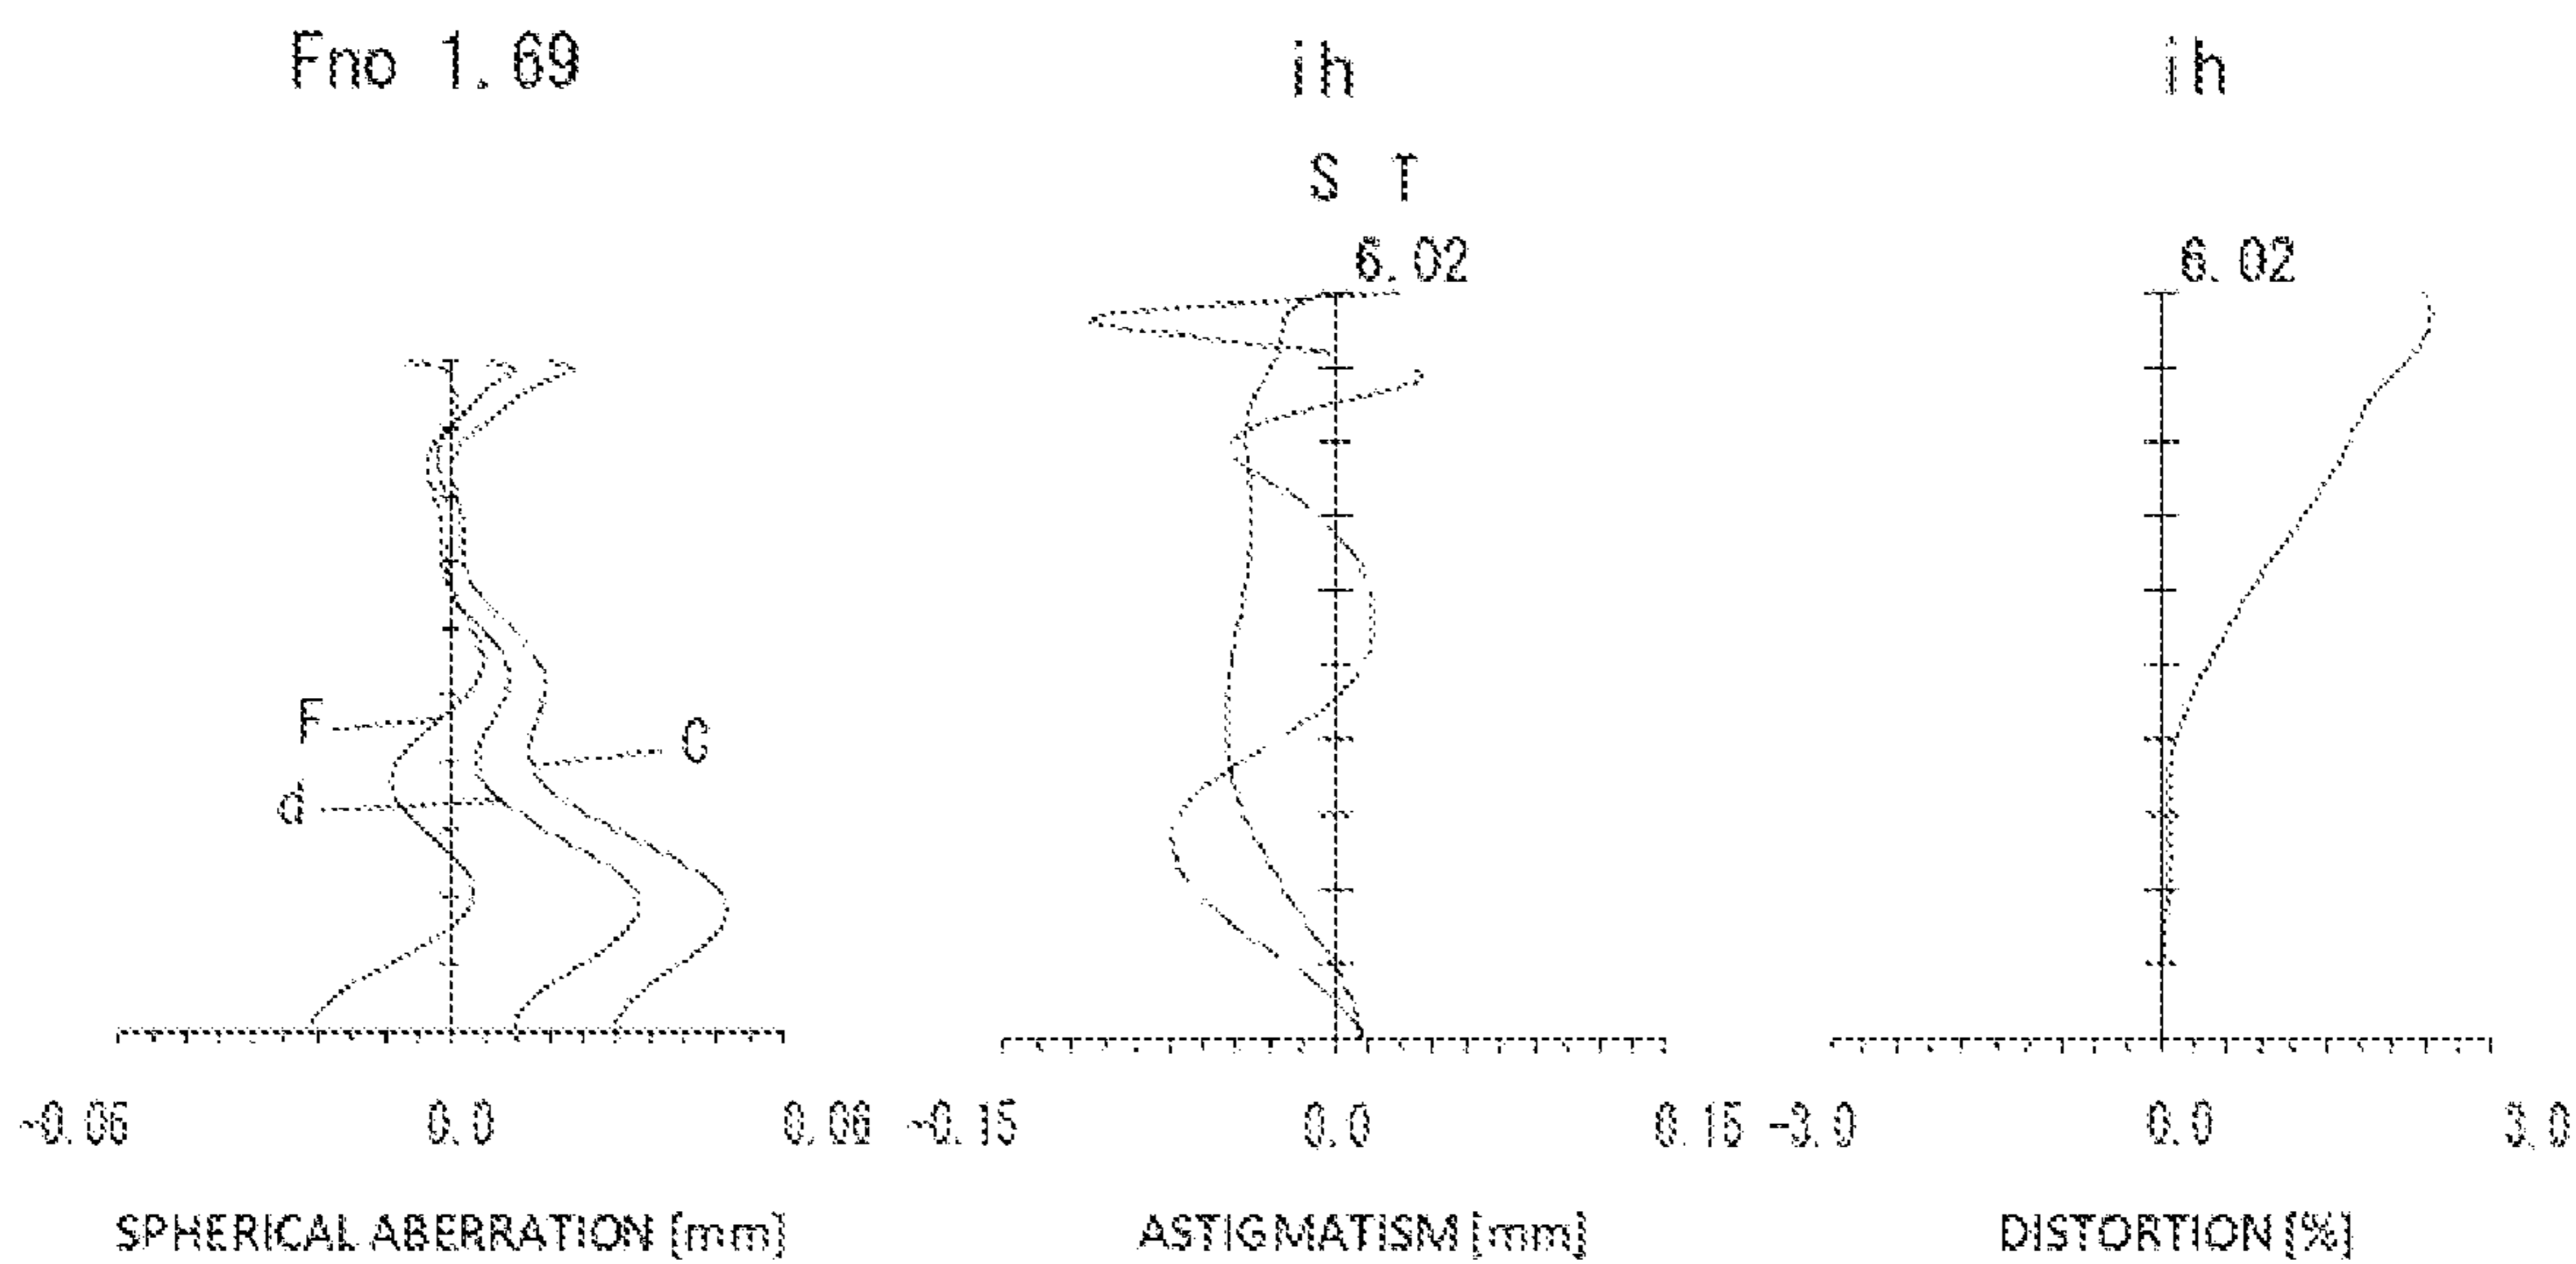 Fno 1.69
ih
ih
S T
6.02
6.02
F
C
d
-0.06 0.0 0.06
-0.15 0.0 0.15
-3.0 0.0 3.0
SPHERICAL ABERRATION [mm]
ASTIGMATISM [mm]
DISTORTION [%]